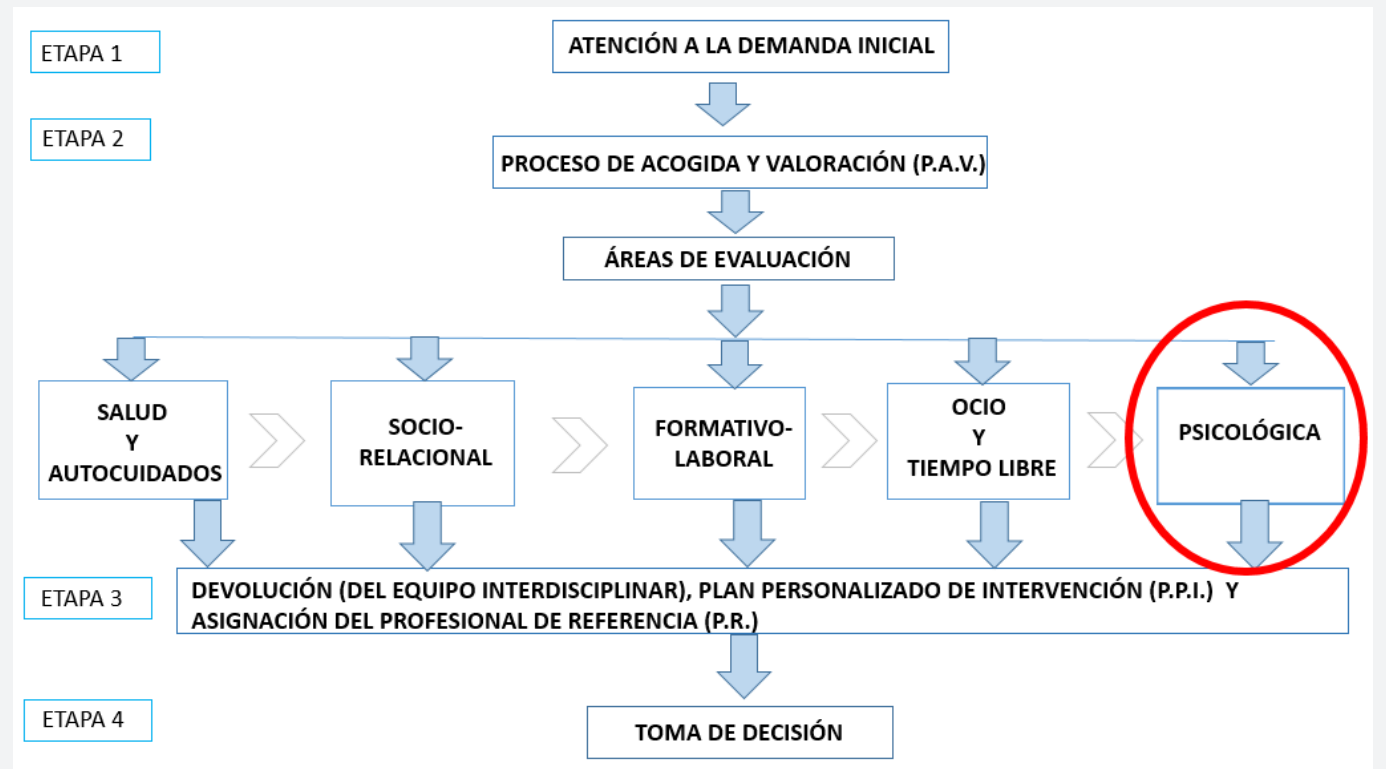 ETAPA 1
ATENCIÓN A LA DEMANDA INICIAL
ETAPA 2
PROCESO DE ACOGIDA Y VALORACIÓN (P.A.V.)
ÁREAS DE EVALUACIÓN
SALUD
Y
AUTOCUIDADOS
SOCIO-
RELACIONAL
FORMATIVO-
LABORAL
OCIO
Y
TIEMPO LIBRE
PSICOLÓGICA
ETAPA 3
DEVOLUCIÓN (DEL EQUIPO INTERDISCIPLINAR), PLAN PERSONALIZADO DE INTERVENCIÓN (P.P.I.) Y
ASIGNACIÓN DEL PROFESIONAL DE REFERENCIA (P.R.)
ETAPA 4
TOMA DE DECISIÓN